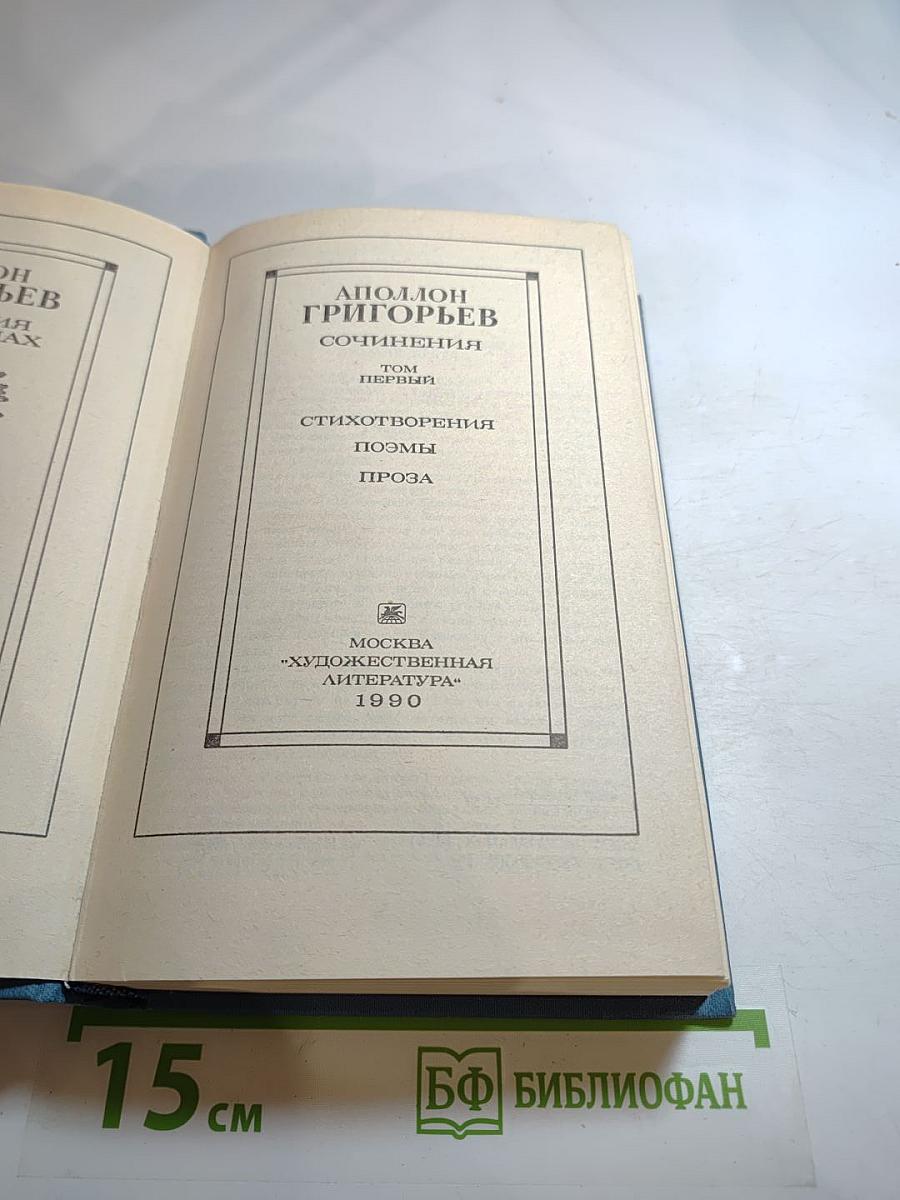 АПОЛЛОН
ГРИГОРЬЕВ
СОЧИНЕНИЯ
ТОМ
ПЕРВЫЙ
СТИХОТВОРЕНИЯ
ПОЭМЫ
ПРОЗА
МОСКВА
"ХУДОЖЕСТВЕННАЯ
ЛИТЕРАТУРА"
1990
15 СМ
БФ БИБЛИОФАН